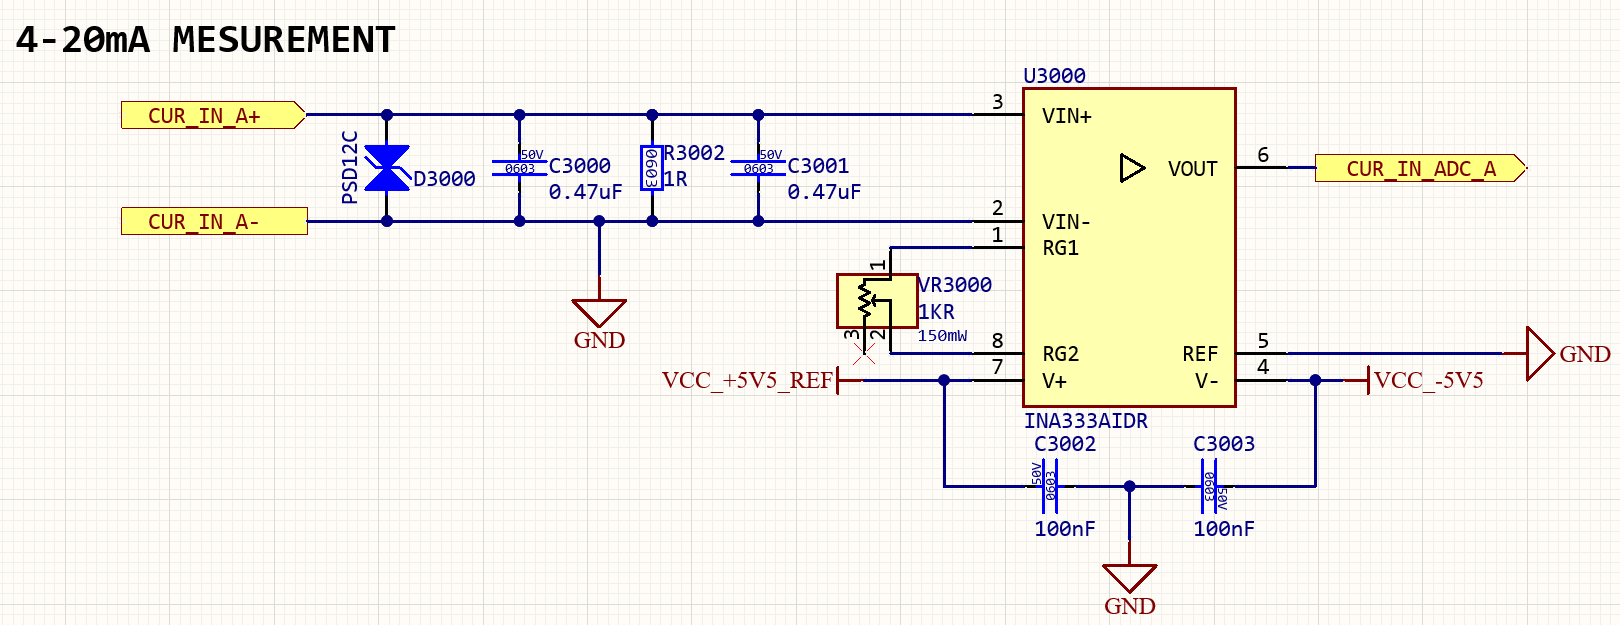 4-20mA MESUREMENT
U3000
CUR_IN_A+
3
VIN+
PSD12C
D3000
50V
0603
C3000
0.47uF
0603
R3002
1R
50V
0603
C3001
0.47uF
VOUT
6
CUR_IN_ADC_A
CUR_IN_A-
2
VIN-
1
RG1
GND
1
VR3000
1KR
150mW
3
2
8
RG2
REF
5
GND
VCC_+5V5_REF
7
V+
V-
4
VCC_-5V5
INA333AIDR
C3002
C3003
50V
0603
0603
50V
100nF
100nF
GND